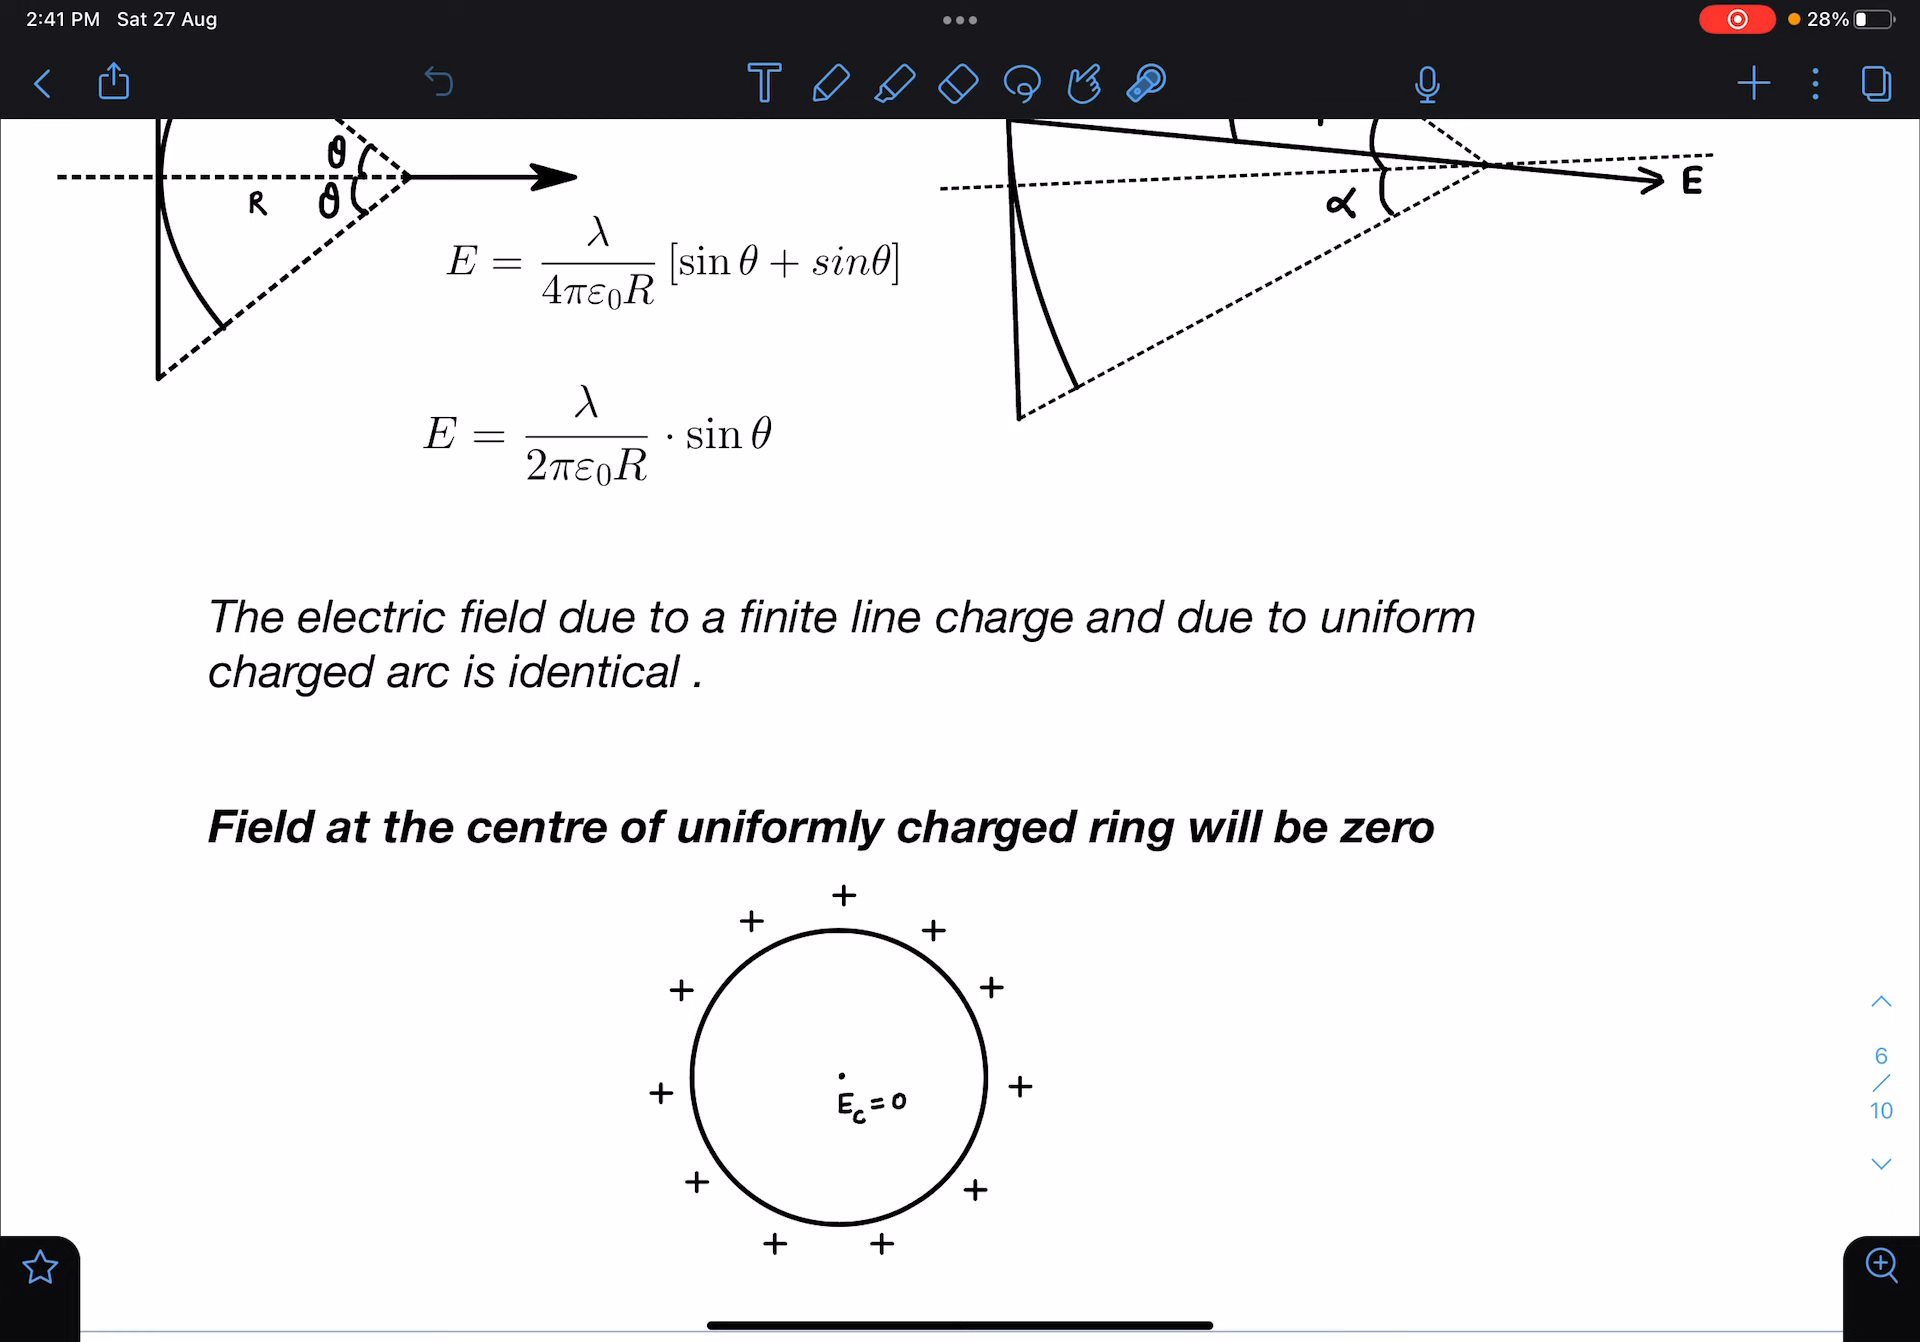 2:41 PM Sat 27 Aug
28%
T
θ
θ
R
E
α
E = λ / 4πε₀R [sin θ + sinθ]
E = λ / 2πε₀R · sin θ
The electric field due to a finite line charge and due to uniform
charged arc is identical .
Field at the centre of uniformly charged ring will be zero
+
+ +
+ +
+ +
E_c = 0
+ +
+ +
6
/
10